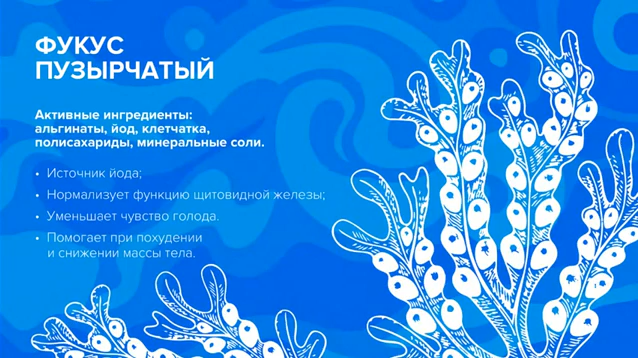 ФУКУС
ПУЗЫРЧАТЫЙ
Активные ингредиенты:
альгинаты, йод, клетчатка,
полисахариды, минеральные соли.
• Источник йода;
• Нормализует функцию щитовидной железы;
• Уменьшает чувство голода.
• Помогает при похудении
и снижении массы тела.